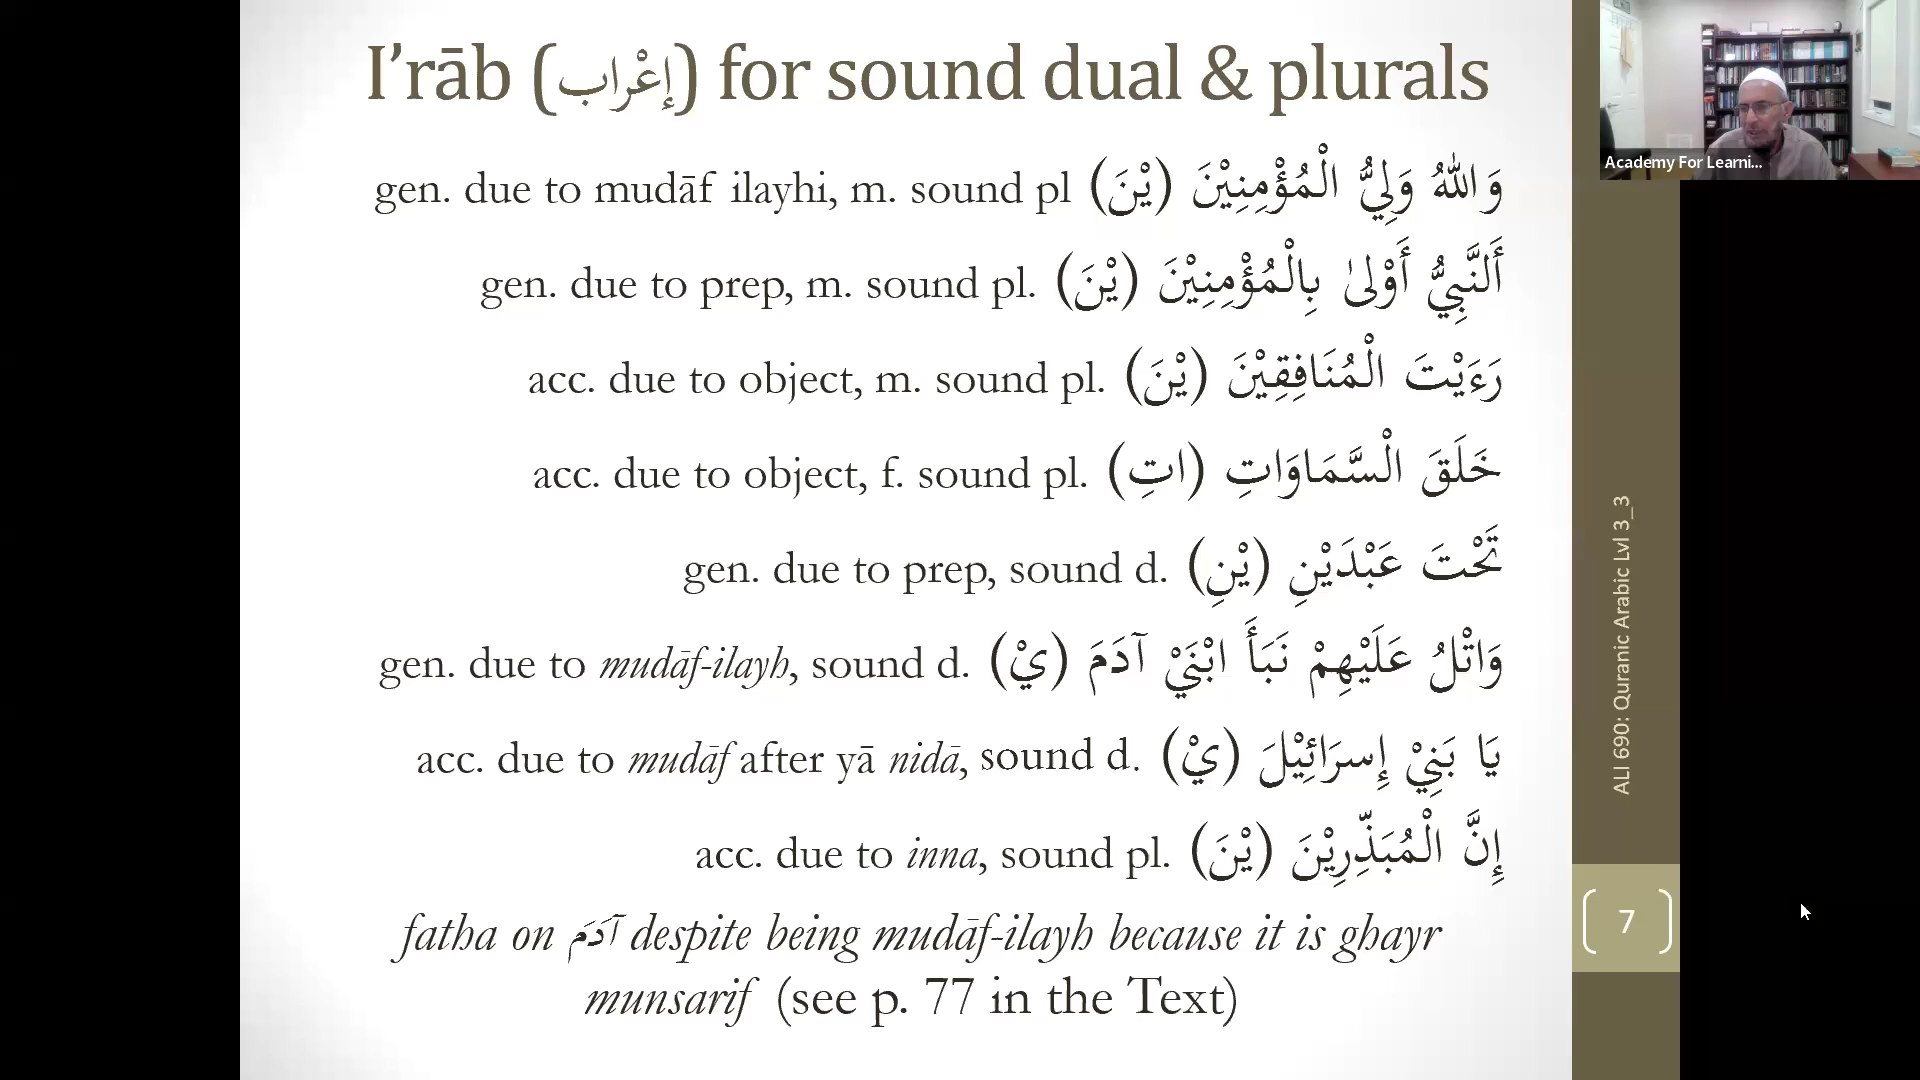 I’rāb (إعْراب) for sound dual & plurals
gen. due to mudāf ilayhi, m. sound pl وَاللهُ وَلِيُّ الْمُؤْمِنِيْنَ (يْنَ)
gen. due to prep, m. sound pl. أَلنَّبِيُّ أَوْلىٰ بِالْمُؤْمِنِيْنَ (يْنَ)
acc. due to object, m. sound pl. رَءَيْتَ الْمُنَافِقِيْنَ (يْنَ)
acc. due to object, f. sound pl. خَلَقَ الْسَّمَاوَاتِ (اتِ)
gen. due to prep, sound d. تَحْتَ عَبْدَيْنِ (يْنِ)
gen. due to mudāf-ilayh, sound d. وَاتْلُ عَلَيْهِمْ نَبَأَ ابْنَيْ آدَمَ (يْ)
acc. due to mudāf after yā nidā, sound d. يَا بَنِيْ إِسرَائِيْلَ (يْ)
acc. due to inna, sound pl. إِنَّ الْمُبَذِّرِيْنَ (يْنَ)
fatha on آدَمَ despite being mudāf-ilayh because it is ghayr
munsarif (see p. 77 in the Text)
Academy For Learni...
ALI 690: Quranic Arabic Lvl 3_3
7